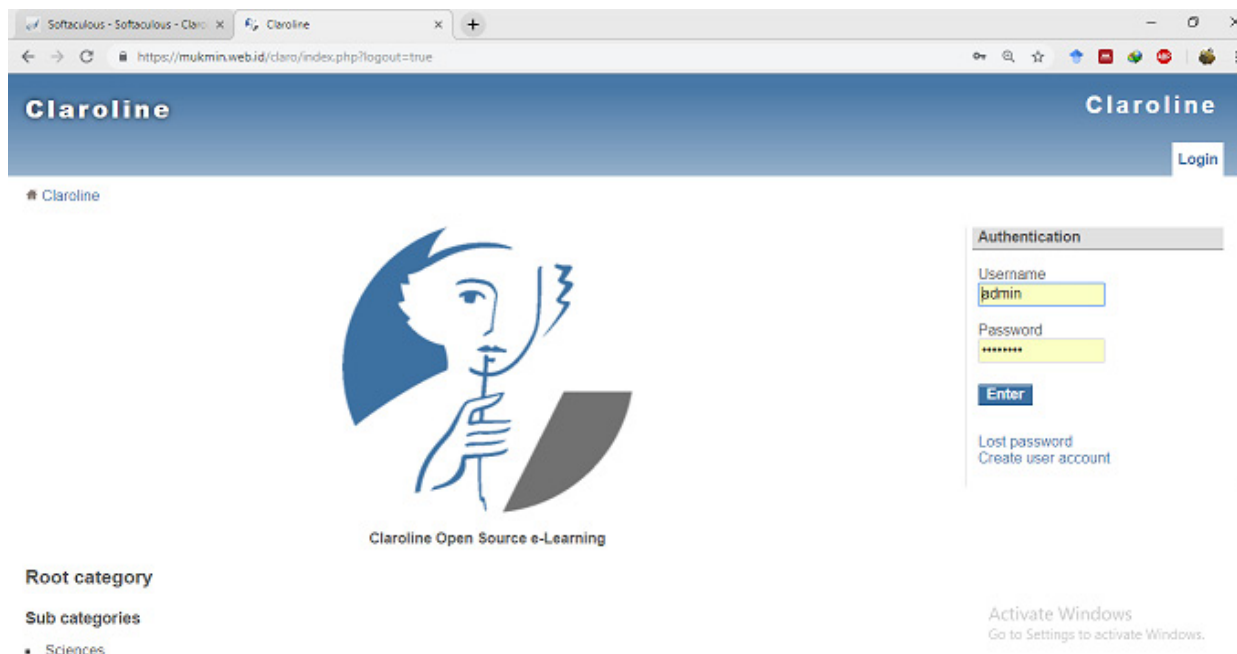 Softaculous - Softaculous - Claro
Claroline
https://mukmin.web.id/claro/index.php?logout=true
Claroline
Claroline
Login
Claroline
Authentication
Username
admin
Password
••••••••
Enter
Lost password
Create user account
Claroline Open Source e-Learning
Root category
Sub categories
• Sciences
Activate Windows
Go to Settings to activate Windows.